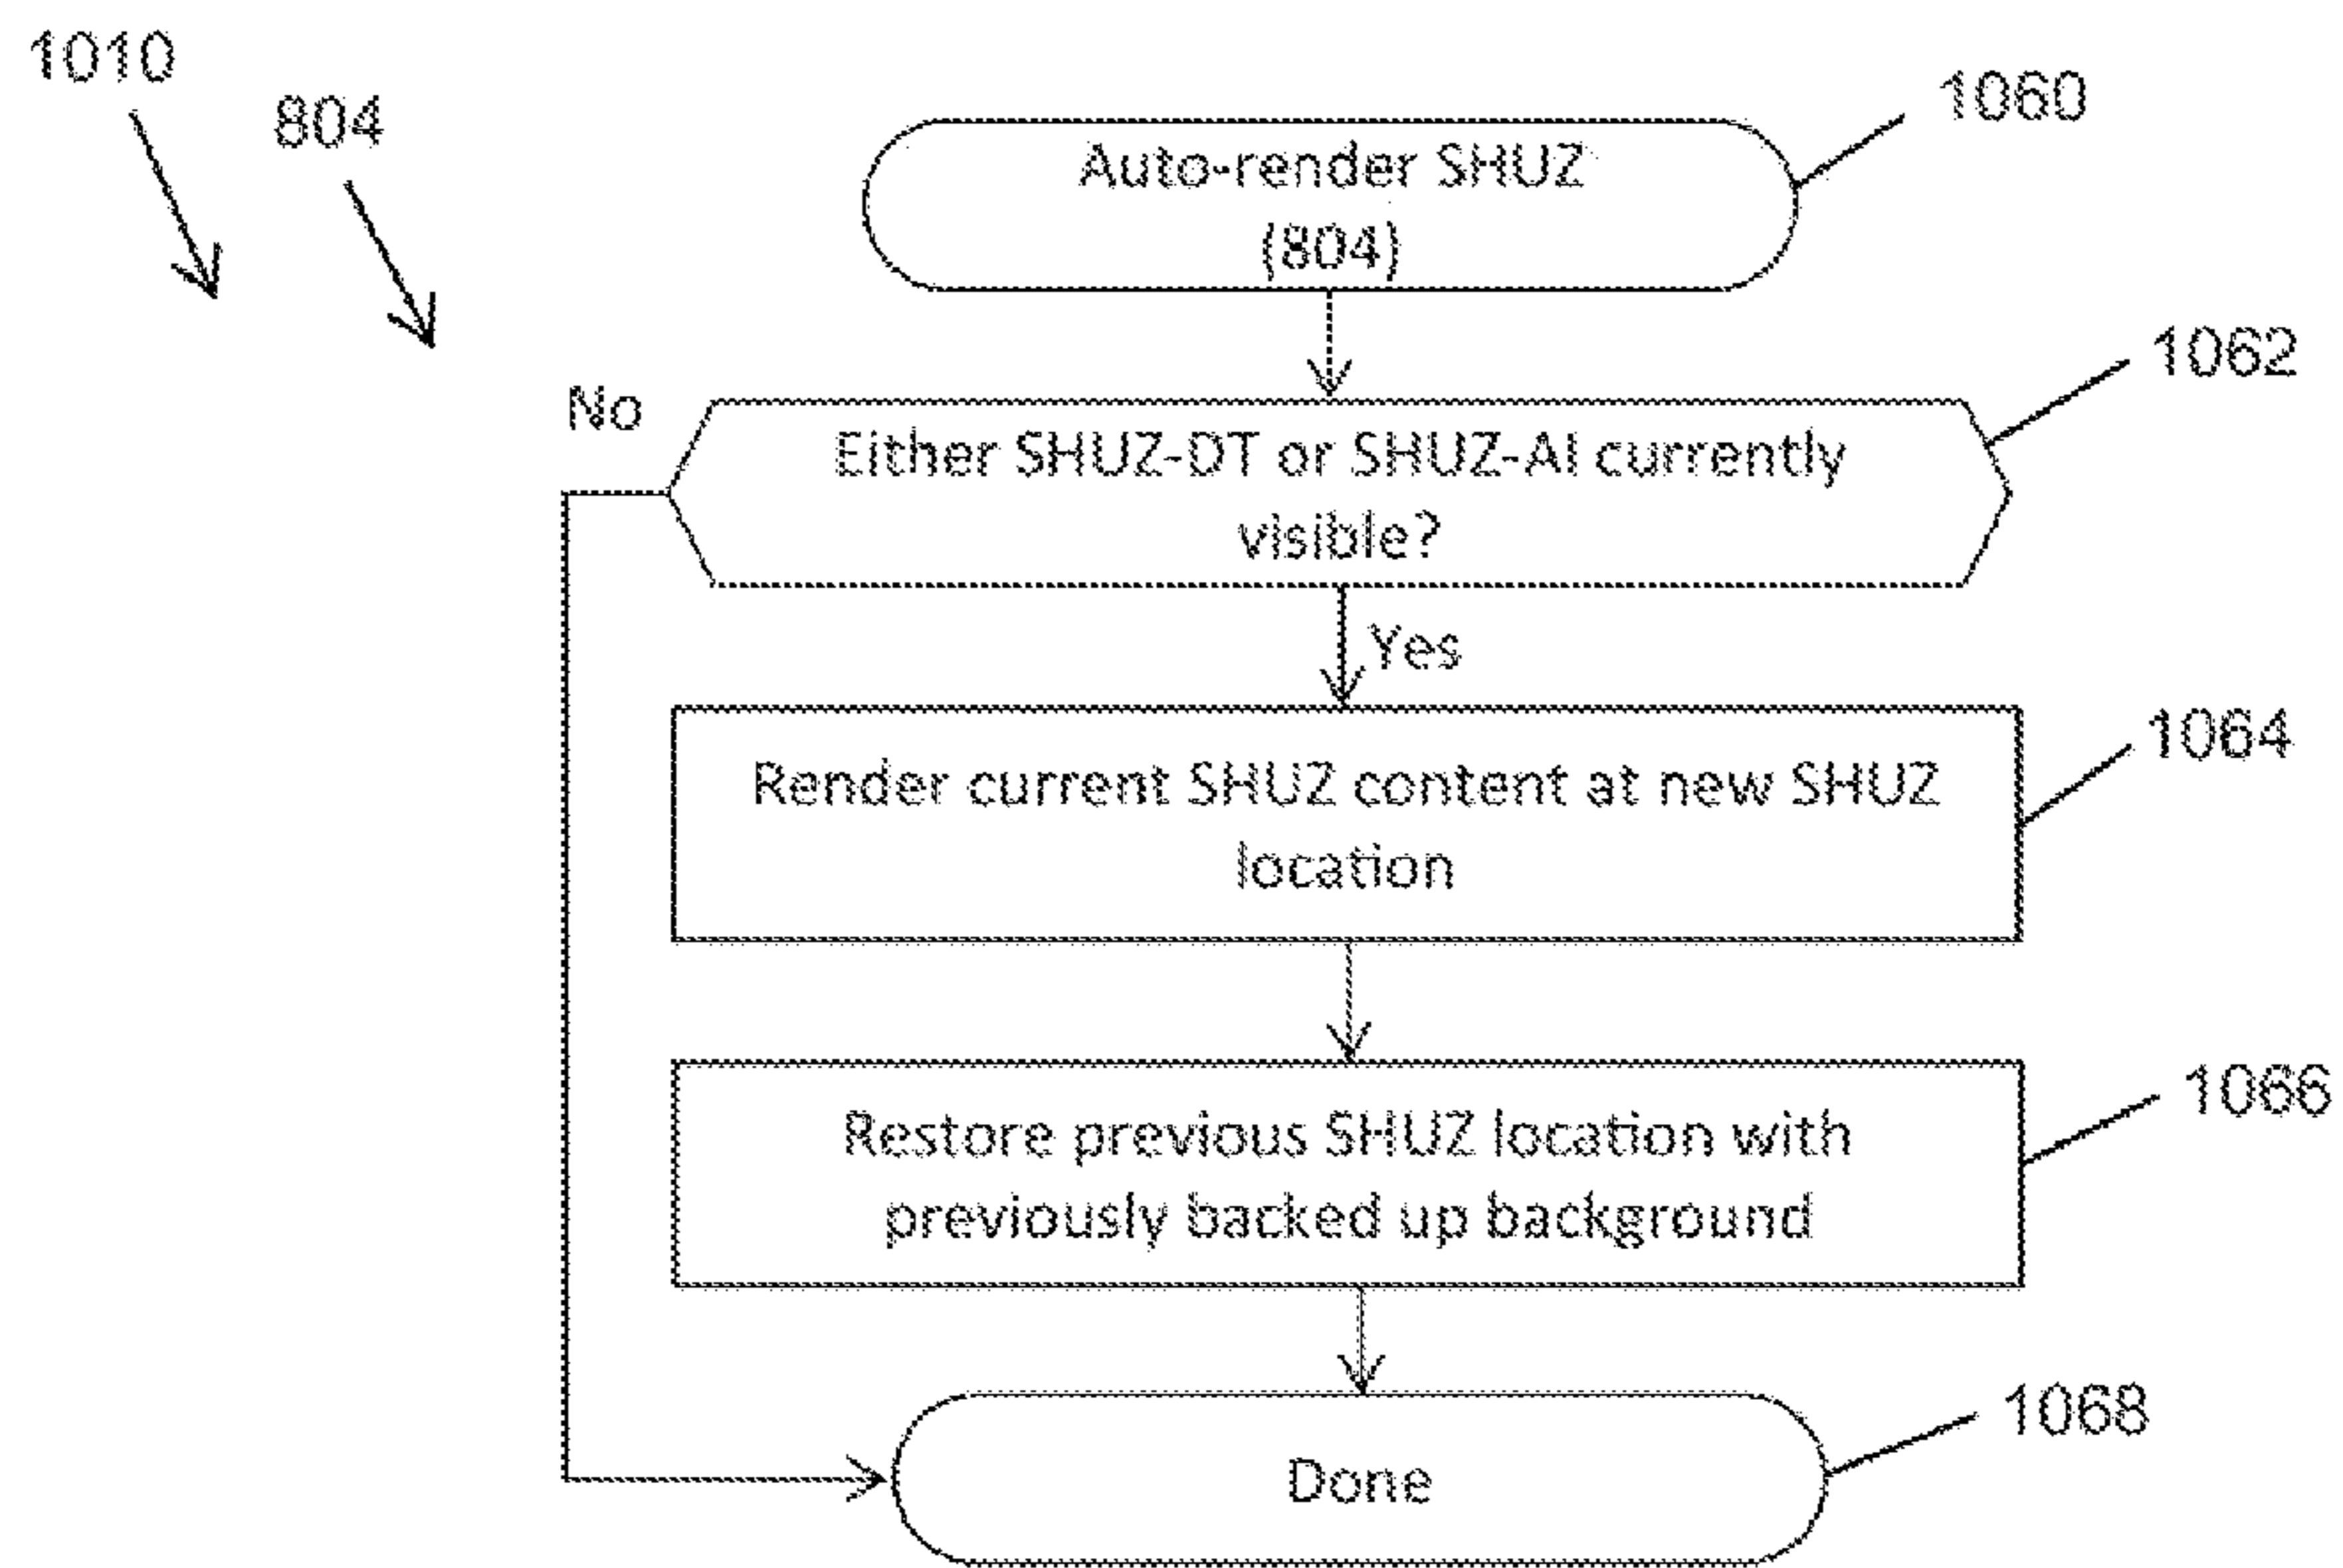 1010
804
1060
Auto-render SHUZ
(804)
1062
No
Either SHUZ-DT or SHUZ-AI currently
visible?
Yes
1064
Render current SHUZ content at new SHUZ
location
1066
Restore previous SHUZ location with
previously backed up background
1068
Done